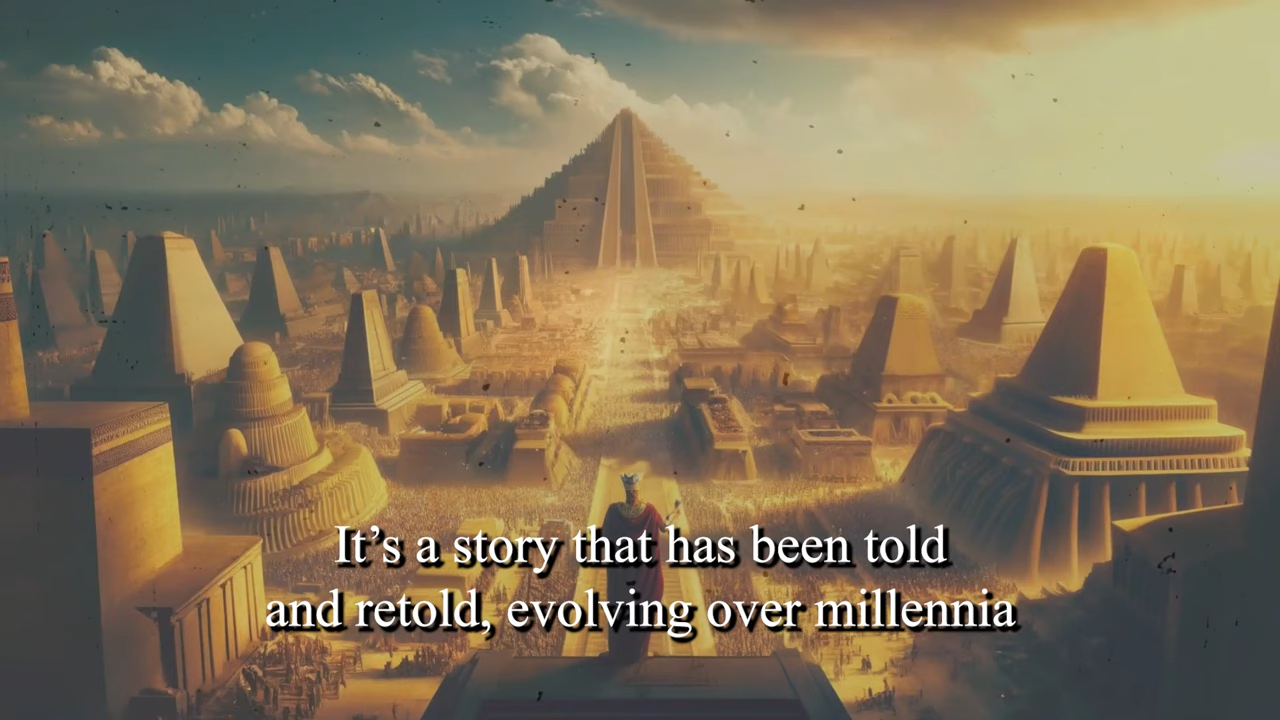 It’s a story that has been told
and retold, evolving over millennia